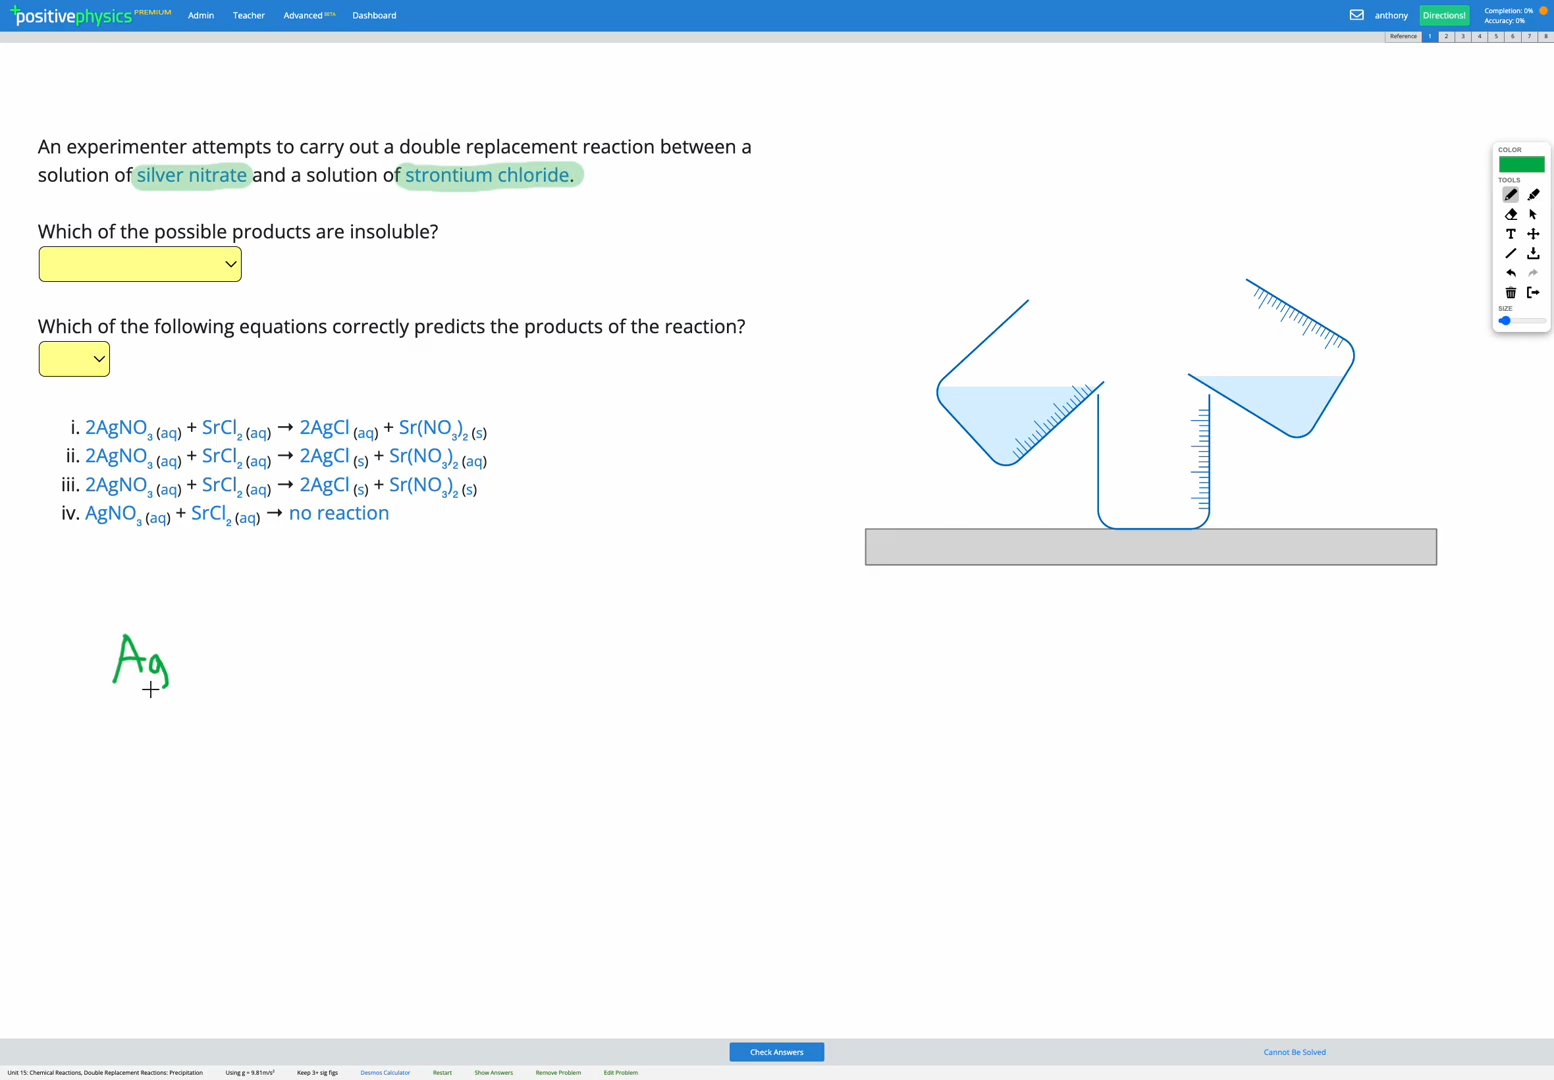 +positivephysics PREMIUM Admin Teacher Advanced BETA Dashboard anthony Directions! Completion: 0%
Accuracy: 0%
Reference 1 2 3 4 5 6 7 8
An experimenter attempts to carry out a double replacement reaction between a
solution of silver nitrate and a solution of strontium chloride.
Which of the possible products are insoluble?
Which of the following equations correctly predicts the products of the reaction?
i. 2AgNO₃ (aq) + SrCl₂ (aq) → 2AgCl (aq) + Sr(NO₃)₂ (s)
ii. 2AgNO₃ (aq) + SrCl₂ (aq) → 2AgCl (s) + Sr(NO₃)₂ (aq)
iii. 2AgNO₃ (aq) + SrCl₂ (aq) → 2AgCl (s) + Sr(NO₃)₂ (s)
iv. AgNO₃ (aq) + SrCl₂ (aq) → no reaction
Ag
COLOR
TOOLS
T
SIZE
Check Answers Cannot Be Solved
Unit 15: Chemical Reactions, Double Replacement Reactions: Precipitation Using g = 9.81m/s² Keep 3+ sig figs Desmos Calculator Restart Show Answers Remove Problem Edit Problem